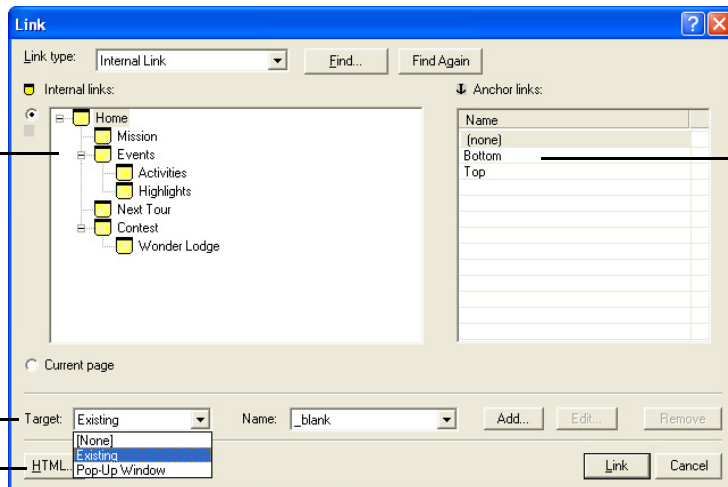 Link
Link type: Internal Link Find... Find Again
Internal links: Anchor links:
Home
Mission
Events
Activities
Highlights
Next Tour
Contest
Wonder Lodge
Name
(none)
Bottom
Top
Current page
Target: Existing Name: _blank Add... Edit... Remove
[None]
Existing
Pop-Up Window
HTML... Link Cancel